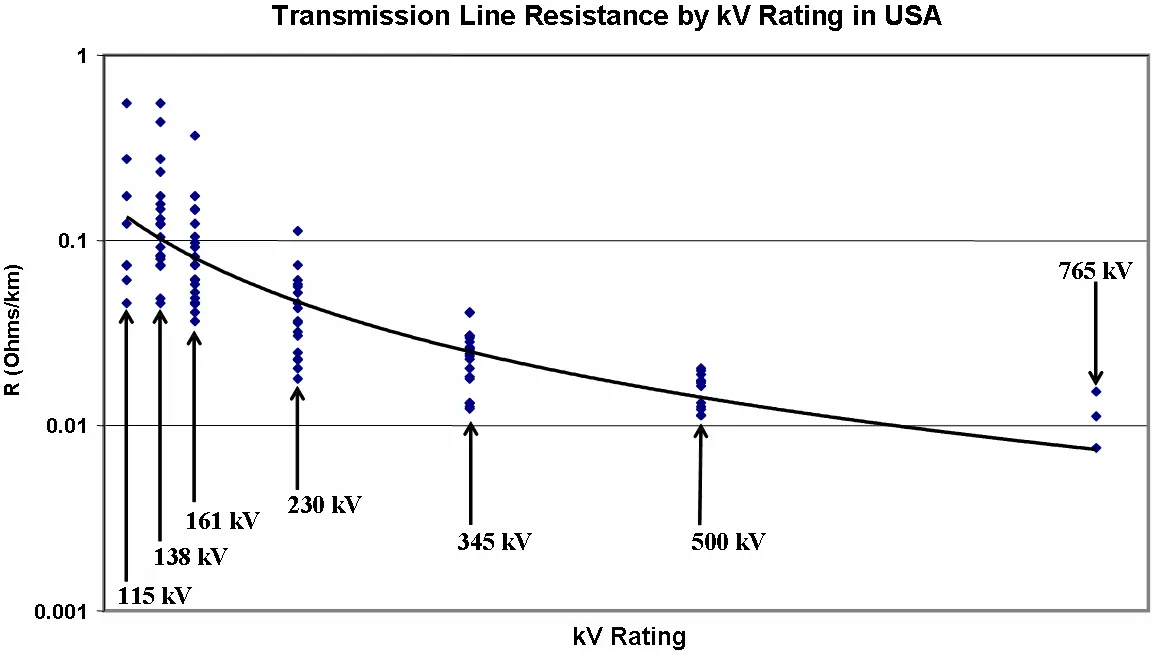 Transmission Line Resistance by kV Rating in USA
1
0.1
0.01
0.001
R (Ohms/km)
765 kV
230 kV
161 kV
345 kV
500 kV
138 kV
115 kV
kV Rating